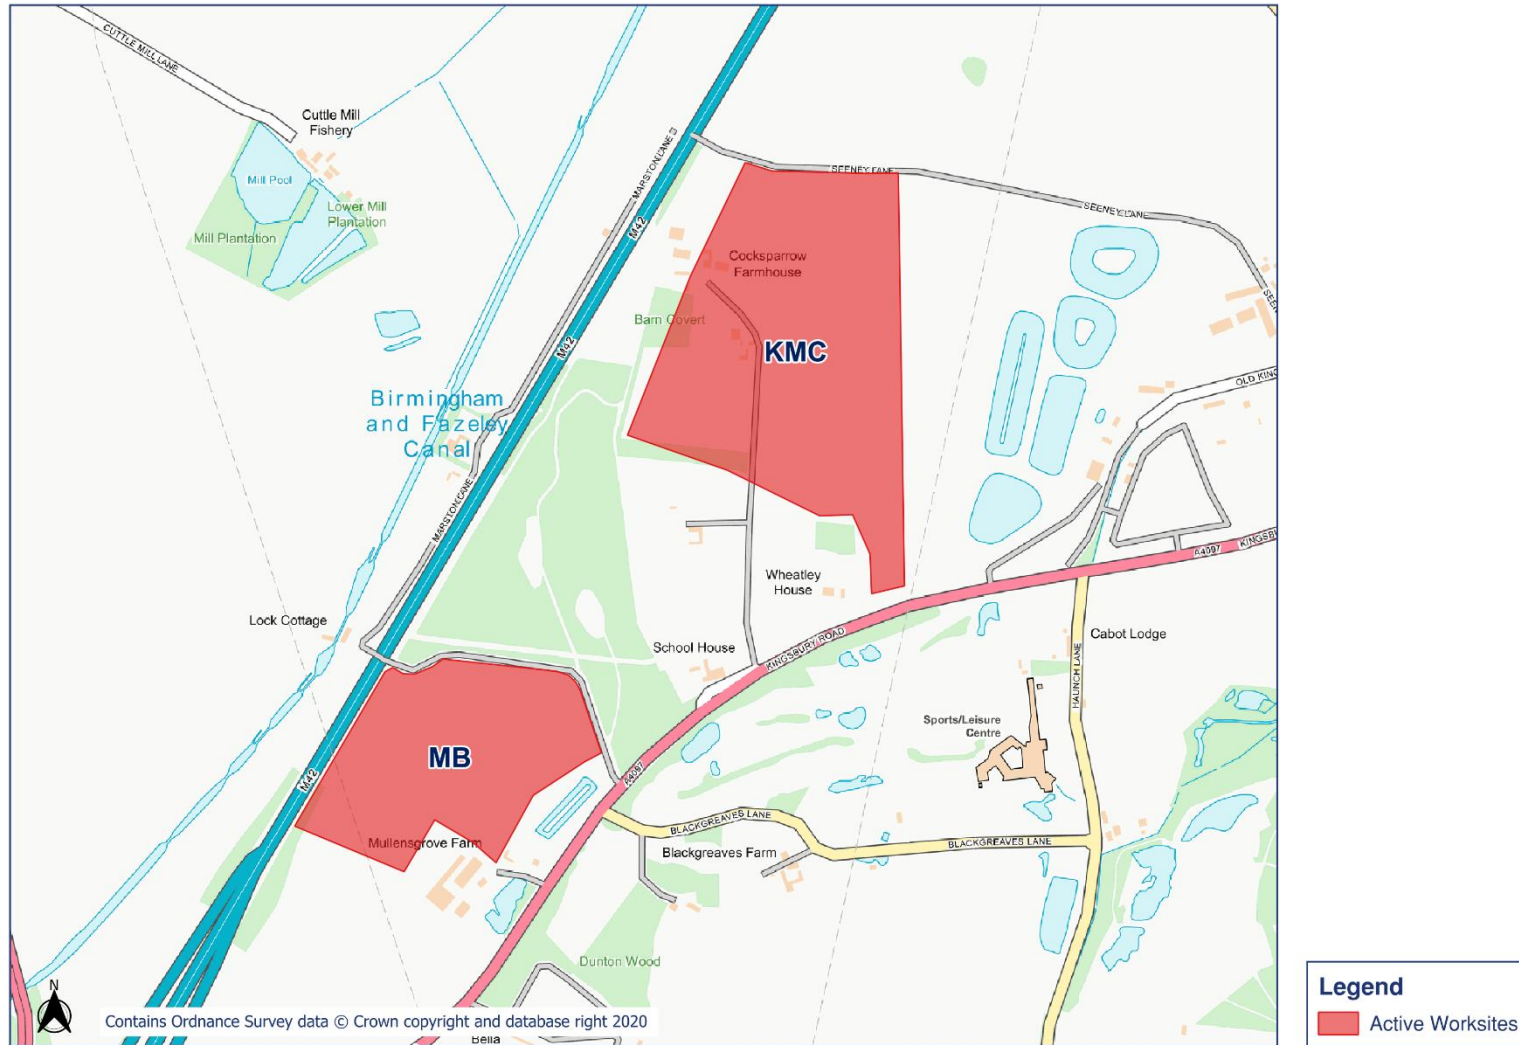 CUTTLE MILL LANE
Cuttle Mill
Fishery
Mill Pool
Lower Mill
Plantation
Mill Plantation
MARSTON LANE
M42
SEENEY LANE
SEENEY LANE
Cocksparrow
Farmhouse
Barn Covert
KMC
M42
Birmingham
and Fazeley
Canal
MARSTON LANE
OLD KING
A4097
KINGSBU
Wheatley
House
Lock Cottage
School House
KINGSBURY ROAD
Cabot Lodge
HAUNCH LANE
Sports/Leisure
Centre
MB
M42
A4097
BLACKGREAVES LANE
BLACKGREAVES LANE
Mullensgrove Farm
Blackgreaves Farm
Dunton Wood
N
Contains Ordnance Survey data © Crown copyright and database right 2020
Bella
Legend
Active Worksites